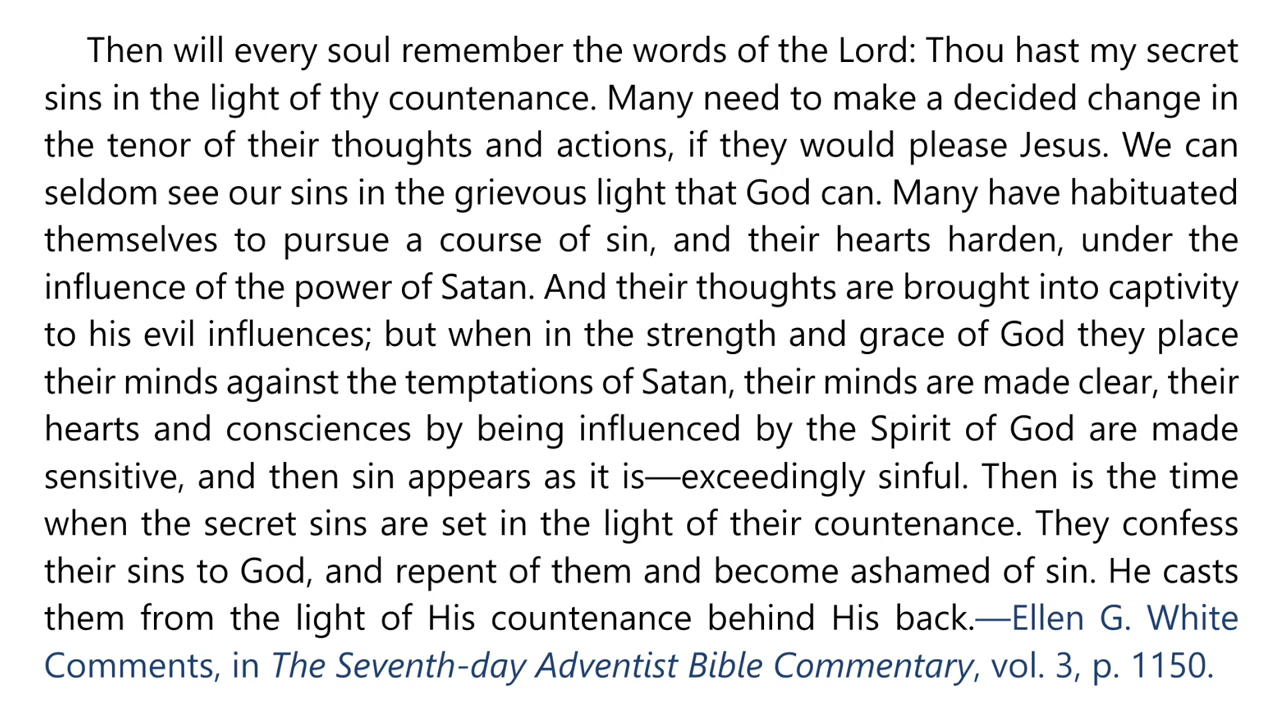 Then will every soul remember the words of the Lord: Thou hast my secret
sins in the light of thy countenance. Many need to make a decided change in
the tenor of their thoughts and actions, if they would please Jesus. We can
seldom see our sins in the grievous light that God can. Many have habituated
themselves to pursue a course of sin, and their hearts harden, under the
influence of the power of Satan. And their thoughts are brought into captivity
to his evil influences; but when in the strength and grace of God they place
their minds against the temptations of Satan, their minds are made clear, their
hearts and consciences by being influenced by the Spirit of God are made
sensitive, and then sin appears as it is—exceedingly sinful. Then is the time
when the secret sins are set in the light of their countenance. They confess
their sins to God, and repent of them and become ashamed of sin. He casts
them from the light of His countenance behind His back.—Ellen G. White
Comments, in The Seventh-day Adventist Bible Commentary, vol. 3, p. 1150.